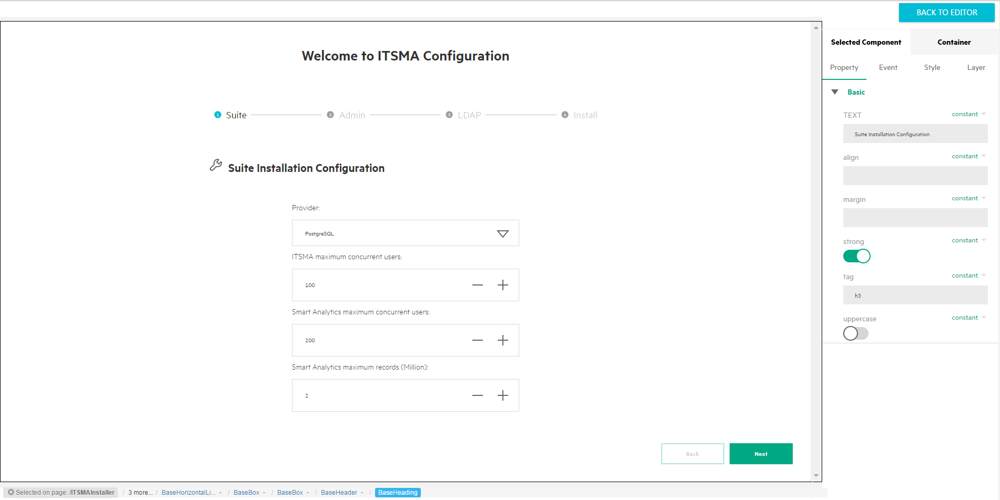 BACK TO EDITOR
Welcome to ITSMA Configuration
1 Suite 2 Admin 3 LDAP 4 Install
Suite Installation Configuration
Provider:
PostgreSQL
ITSMA maximum concurrent users:
100
Smart Analytics maximum concurrent users:
200
Smart Analytics maximum records (Million):
2
Back Next
Selected Component Container
Property Event Style Layer
Basic
TEXT constant
Suite Installation Configuration
align constant
margin constant
strong constant
tag constant
h3
uppercase constant
Selected on page: /ITSMAInstaller / 3 more... / BaseHorizontalLi... / BaseBox / BaseBox / BaseHeader / BaseHeading